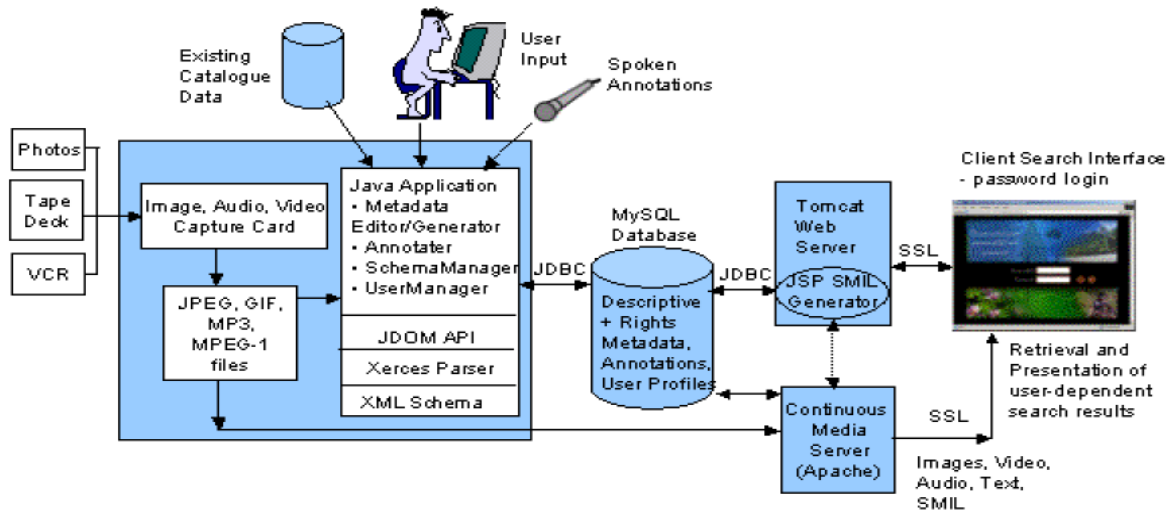 Existing
Catalogue
Data
User
Input
Spoken
Annotations
Photos
Tape
Deck
VCR
Image, Audio, Video
Capture Card
JPEG, GIF,
MP3,
MPEG-1
files
Java Application
• Metadata
Editor/Generator
• Annotater
• SchemaManager
• UserManager
JDOM API
Xerces Parser
XML Schema
JDBC
MySQL
Database
Descriptive
+ Rights
Metadata,
Annotations,
User Profiles
JDBC
Tomcat
Web
Server
JSP SMIL
Generator
SSL
Continuous
Media
Server
(Apache)
SSL
Images, Video,
Audio, Text,
SMIL
Client Search Interface
- password login
Retrieval and
Presentation of
user-dependent
search results